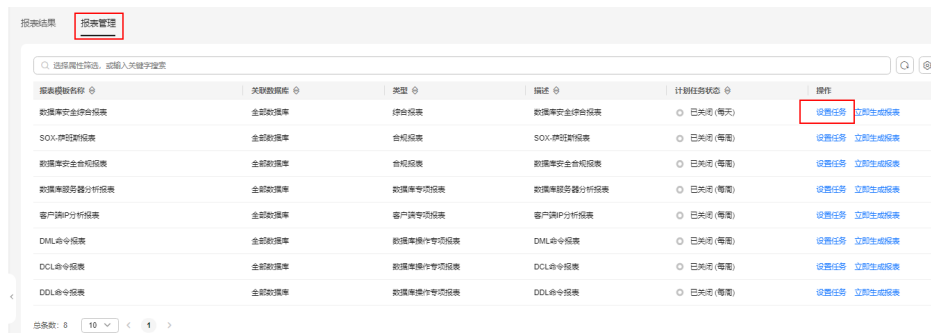 报表结果 报表管理
选择属性筛选，或输入关键字搜索
报表模板名称 关联数据库 类型 描述 计划任务状态 操作
数据库安全综合报表 全部数据库 综合报表 数据库安全综合报表 已关闭 (每天) 设置任务 立即生成报表
SOX-萨班斯报表 全部数据库 合规报表 SOX-萨班斯报表 已关闭 (每周) 设置任务 立即生成报表
数据库安全合规报表 全部数据库 合规报表 数据库安全合规报表 已关闭 (每周) 设置任务 立即生成报表
数据库服务器分析报表 全部数据库 数据库专项报表 数据库服务器分析报表 已关闭 (每周) 设置任务 立即生成报表
客户端IP分析报表 全部数据库 客户端专项报表 客户端IP分析报表 已关闭 (每周) 设置任务 立即生成报表
DML命令报表 全部数据库 数据库操作专项报表 DML命令报表 已关闭 (每周) 设置任务 立即生成报表
DCL命令报表 全部数据库 数据库操作专项报表 DCL命令报表 已关闭 (每周) 设置任务 立即生成报表
DDL命令报表 全部数据库 数据库操作专项报表 DDL命令报表 已关闭 (每周) 设置任务 立即生成报表
总条数: 8 10 1